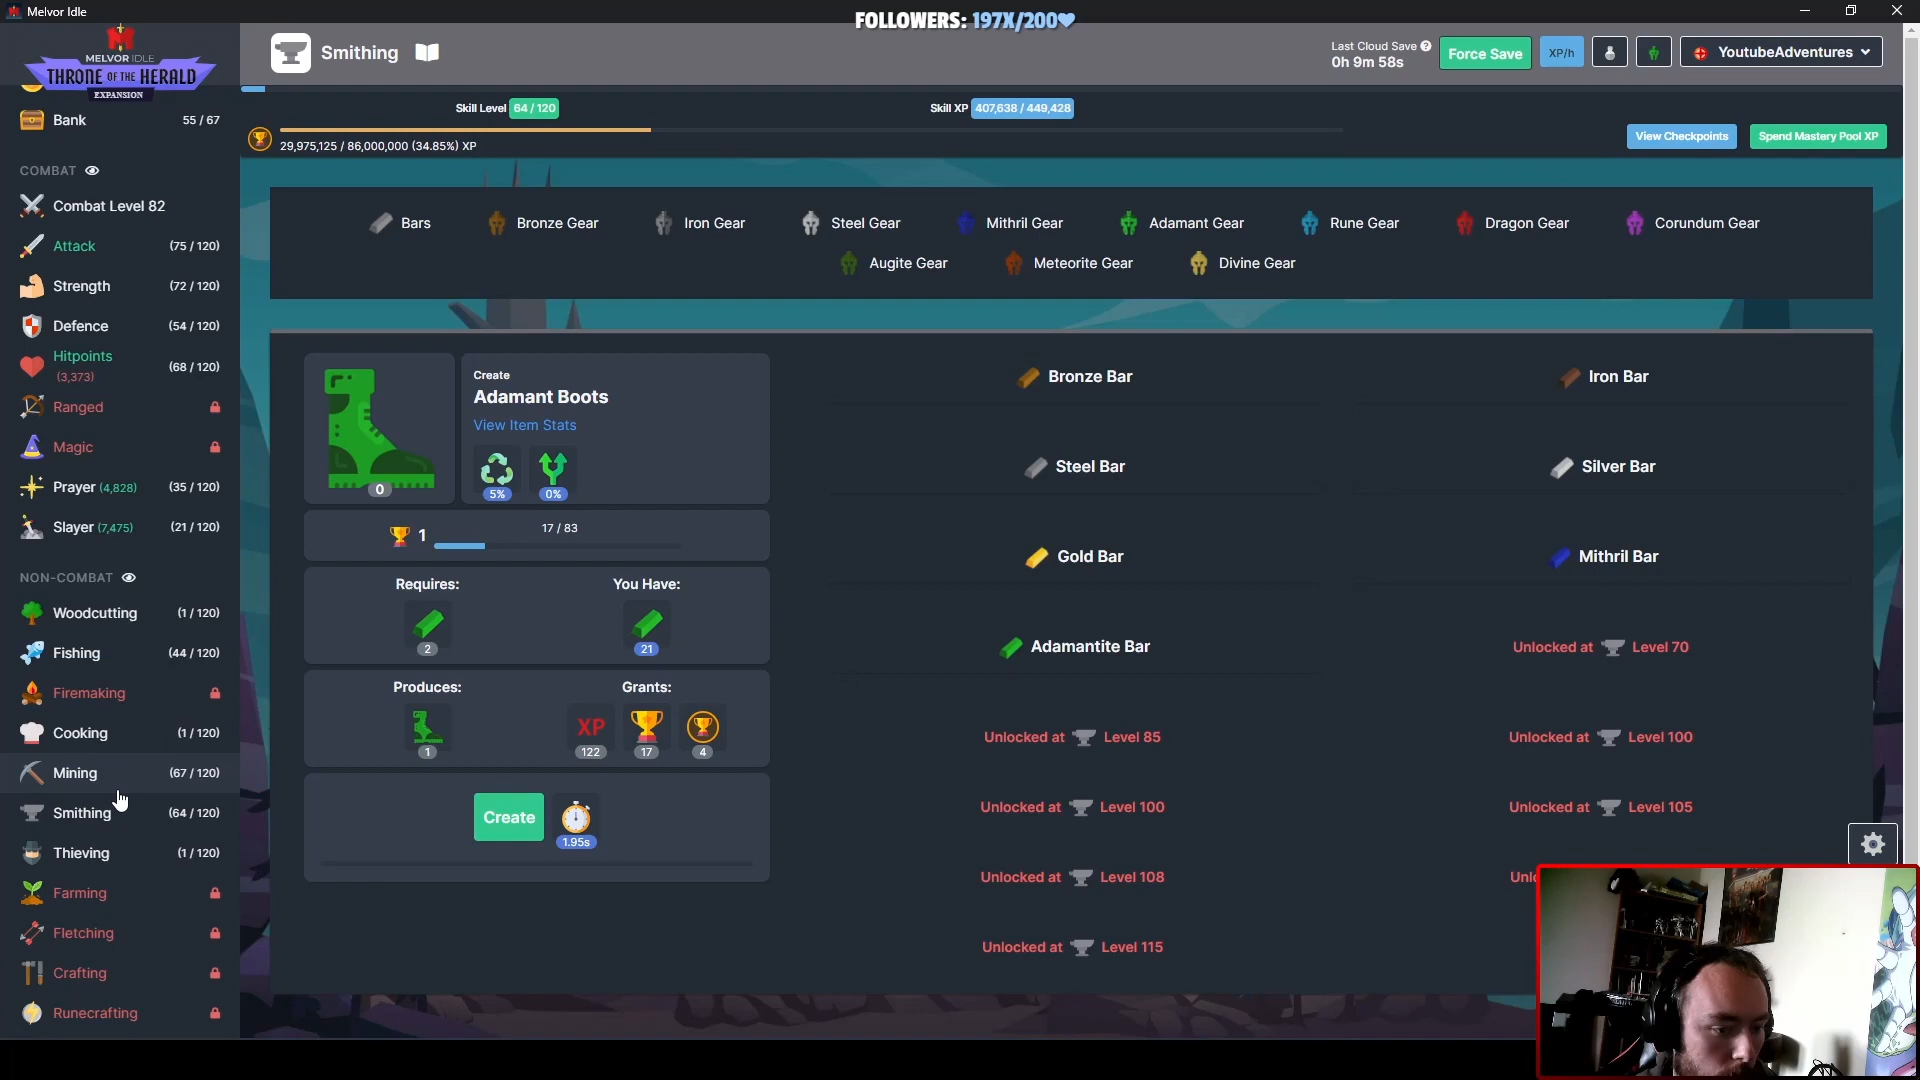 Melvor Idle
FOLLOWERS: 197X/200
MELVOR IDLE
THRONE OF THE HERALD
EXPANSION
Smithing
Last Cloud Save
0h 9m 58s
Force Save
XP/h
YoutubeAdventures
Skill Level 64 / 120
Skill XP 407,638 / 449,428
29,975,125 / 86,000,000 (34.85%) XP
View Checkpoints
Spend Mastery Pool XP
Bank 55 / 67
COMBAT
Combat Level 82
Attack (75 / 120)
Strength (72 / 120)
Defence (54 / 120)
Hitpoints (68 / 120)
(3,373)
Ranged
Magic
Prayer (4,828) (35 / 120)
Slayer (7,475) (21 / 120)
NON-COMBAT
Woodcutting (1 / 120)
Fishing (44 / 120)
Firemaking
Cooking (1 / 120)
Mining (67 / 120)
Smithing (64 / 120)
Thieving (1 / 120)
Farming
Fletching
Crafting
Runecrafting
Bars
Bronze Gear
Iron Gear
Steel Gear
Mithril Gear
Adamant Gear
Rune Gear
Dragon Gear
Corundum Gear
Augite Gear
Meteorite Gear
Divine Gear
0
Create
Adamant Boots
View Item Stats
5%
0%
1
17 / 83
Requires:
You Have:
2
21
Produces:
Grants:
XP
1
122
17
4
Create
1.95s
Bronze Bar
Iron Bar
Steel Bar
Silver Bar
Gold Bar
Mithril Bar
Adamantite Bar
Unlocked at Level 70
Unlocked at Level 85
Unlocked at Level 100
Unlocked at Level 100
Unlocked at Level 105
Unlocked at Level 108
Unlocked at Level 115